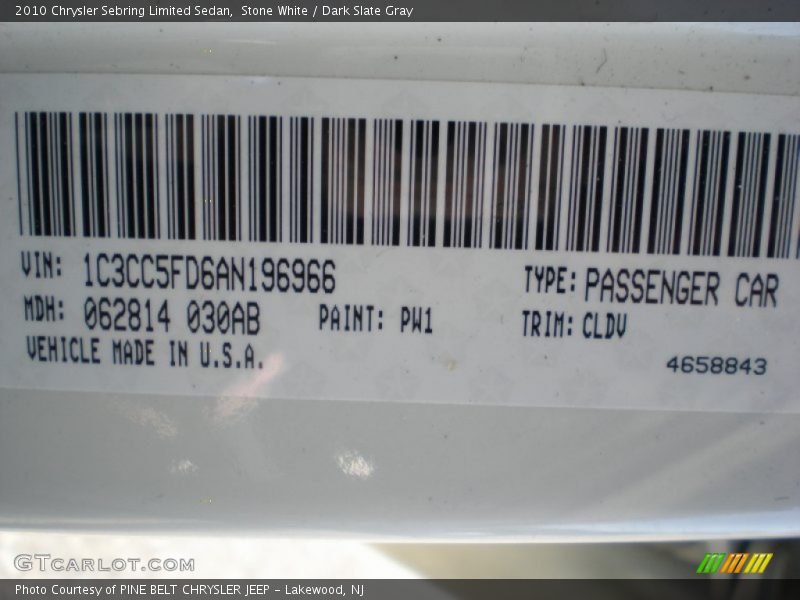 2010 Chrysler Sebring Limited Sedan,  Stone White / Dark Slate Gray
VIN: 1C3CC5FD6AN196966 TYPE: PASSENGER CAR
MDH: 062814 030AB PAINT: PW1 TRIM: CLDV
VEHICLE MADE IN U.S.A.
4658843
GTCARLOT.COM
Photo Courtesy of PINE BELT CHRYSLER JEEP - Lakewood, NJ